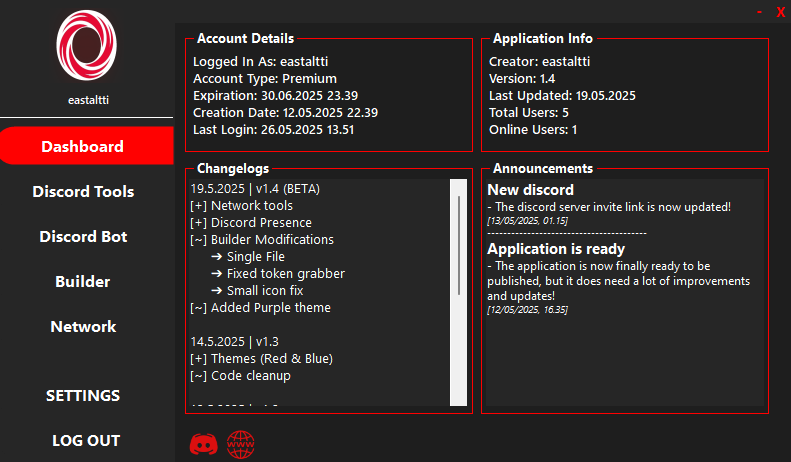 - X
eastaltti
Dashboard
Discord Tools
Discord Bot
Builder
Network
SETTINGS
LOG OUT
Account Details
Logged In As: eastaltti
Account Type: Premium
Expiration: 30.06.2025 23.39
Creation Date: 12.05.2025 22.39
Last Login: 26.05.2025 13.51
Application Info
Creator: eastaltti
Version: 1.4
Last Updated: 19.05.2025
Total Users: 5
Online Users: 1
Changelogs
19.5.2025 | v1.4 (BETA)
[+] Network tools
[+] Discord Presence
[~] Builder Modifications
➔ Single File
➔ Fixed token grabber
➔ Small icon fix
[~] Added Purple theme
14.5.2025 | v1.3
[+] Themes (Red & Blue)
[~] Code cleanup
Announcements
New discord
- The discord server invite link is now updated!
[13/05/2025, 01.15]
----------------------------------------
Application is ready
- The application is now finally ready to be
published, but it does need a lot of improvements
and updates!
[12/05/2025, 16.35]
WWW